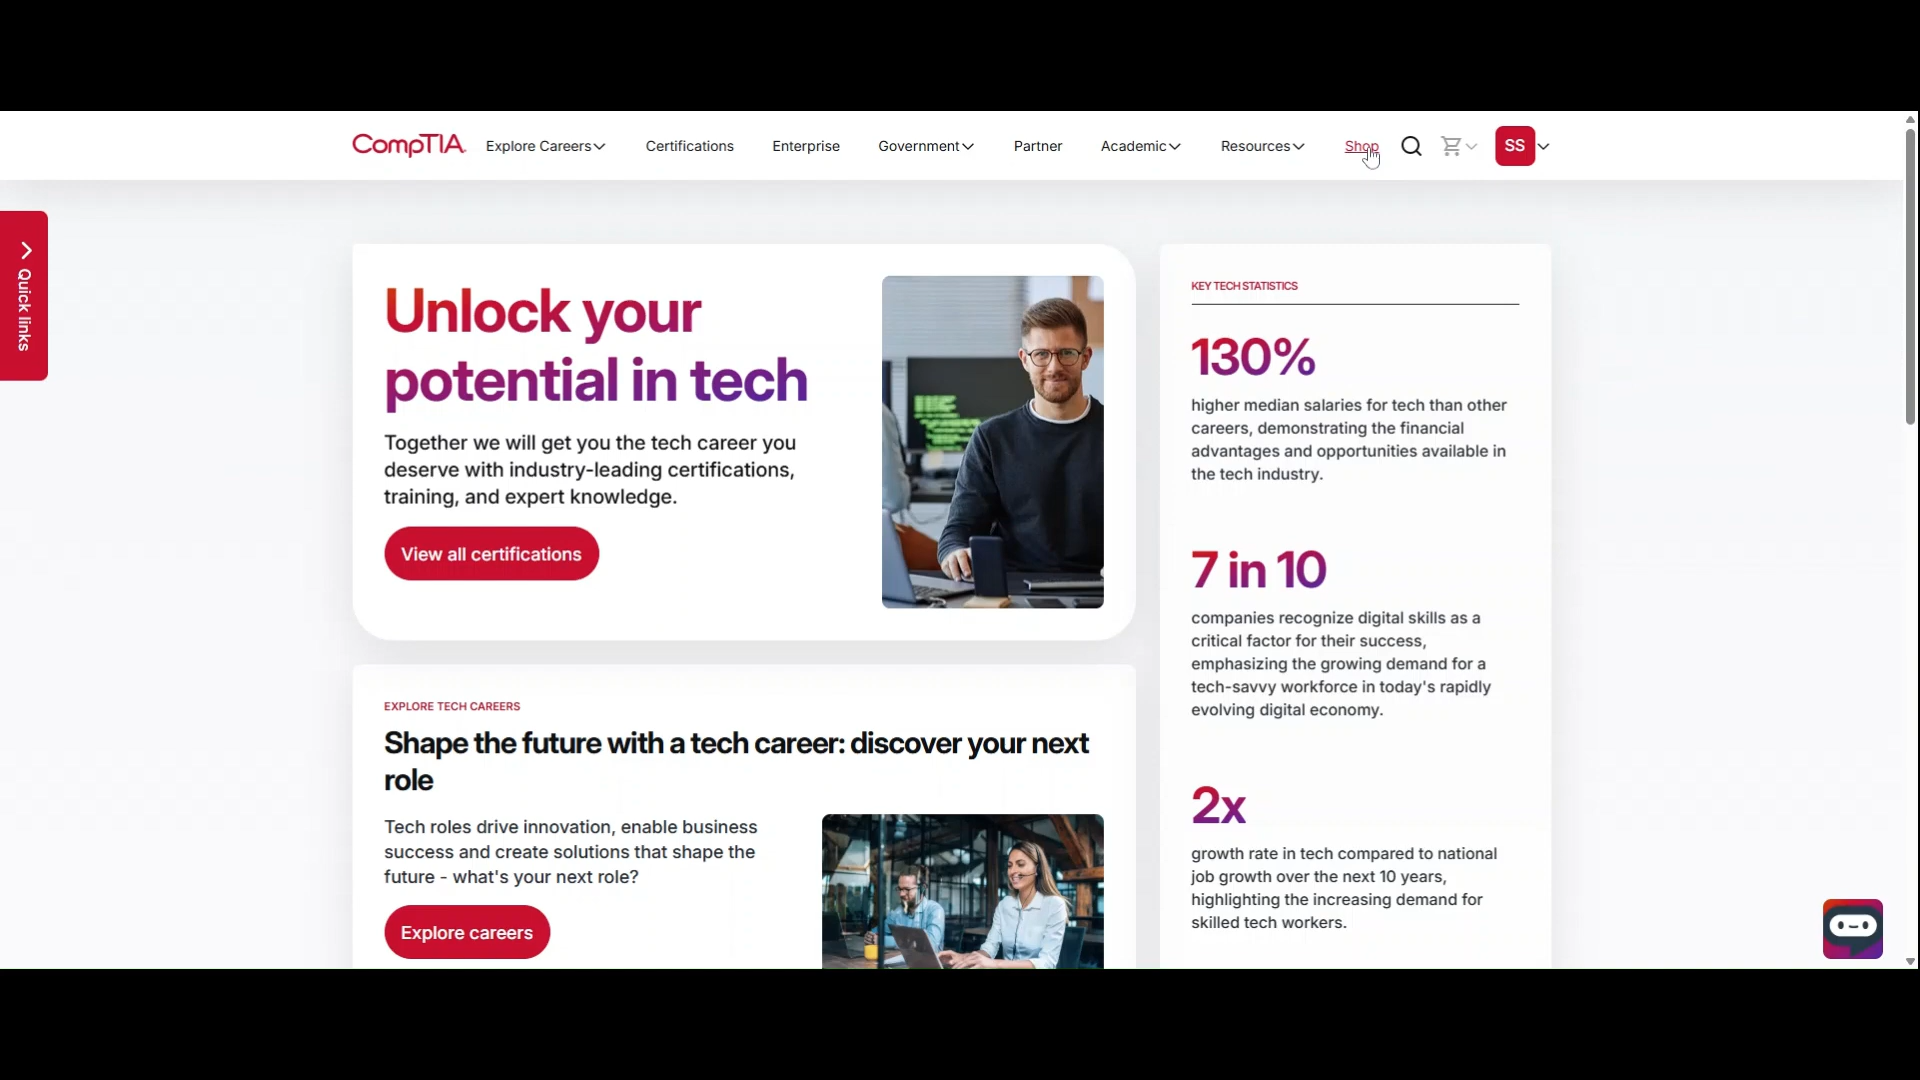 CompTIA.
Explore Careers
Certifications
Enterprise
Government
Partner
Academic
Resources
Shop
SS
Quick links
Unlock your
potential in tech
Together we will get you the tech career you
deserve with industry-leading certifications,
training, and expert knowledge.
View all certifications
EXPLORE TECH CAREERS
Shape the future with a tech career: discover your next
role
Tech roles drive innovation, enable business
success and create solutions that shape the
future - what's your next role?
Explore careers
KEY TECH STATISTICS
130%
higher median salaries for tech than other
careers, demonstrating the financial
advantages and opportunities available in
the tech industry.
7 in 10
companies recognize digital skills as a
critical factor for their success,
emphasizing the growing demand for a
tech-savvy workforce in today's rapidly
evolving digital economy.
2x
growth rate in tech compared to national
job growth over the next 10 years,
highlighting the increasing demand for
skilled tech workers.